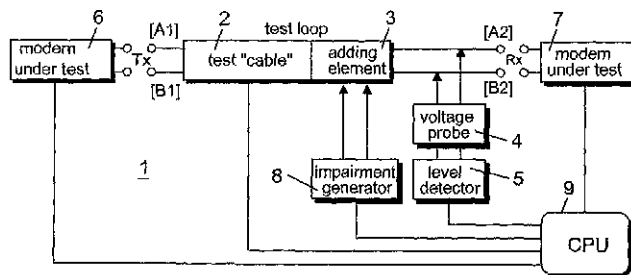 6
[A1]
2
test loop
3
[A2]
7
modem
under test
Tx
test "cable"
adding
element
Rx
modem
under test
[B1]
[B2]
voltage
probe
4
1
8
impairment
generator
level
detector
5
9
CPU